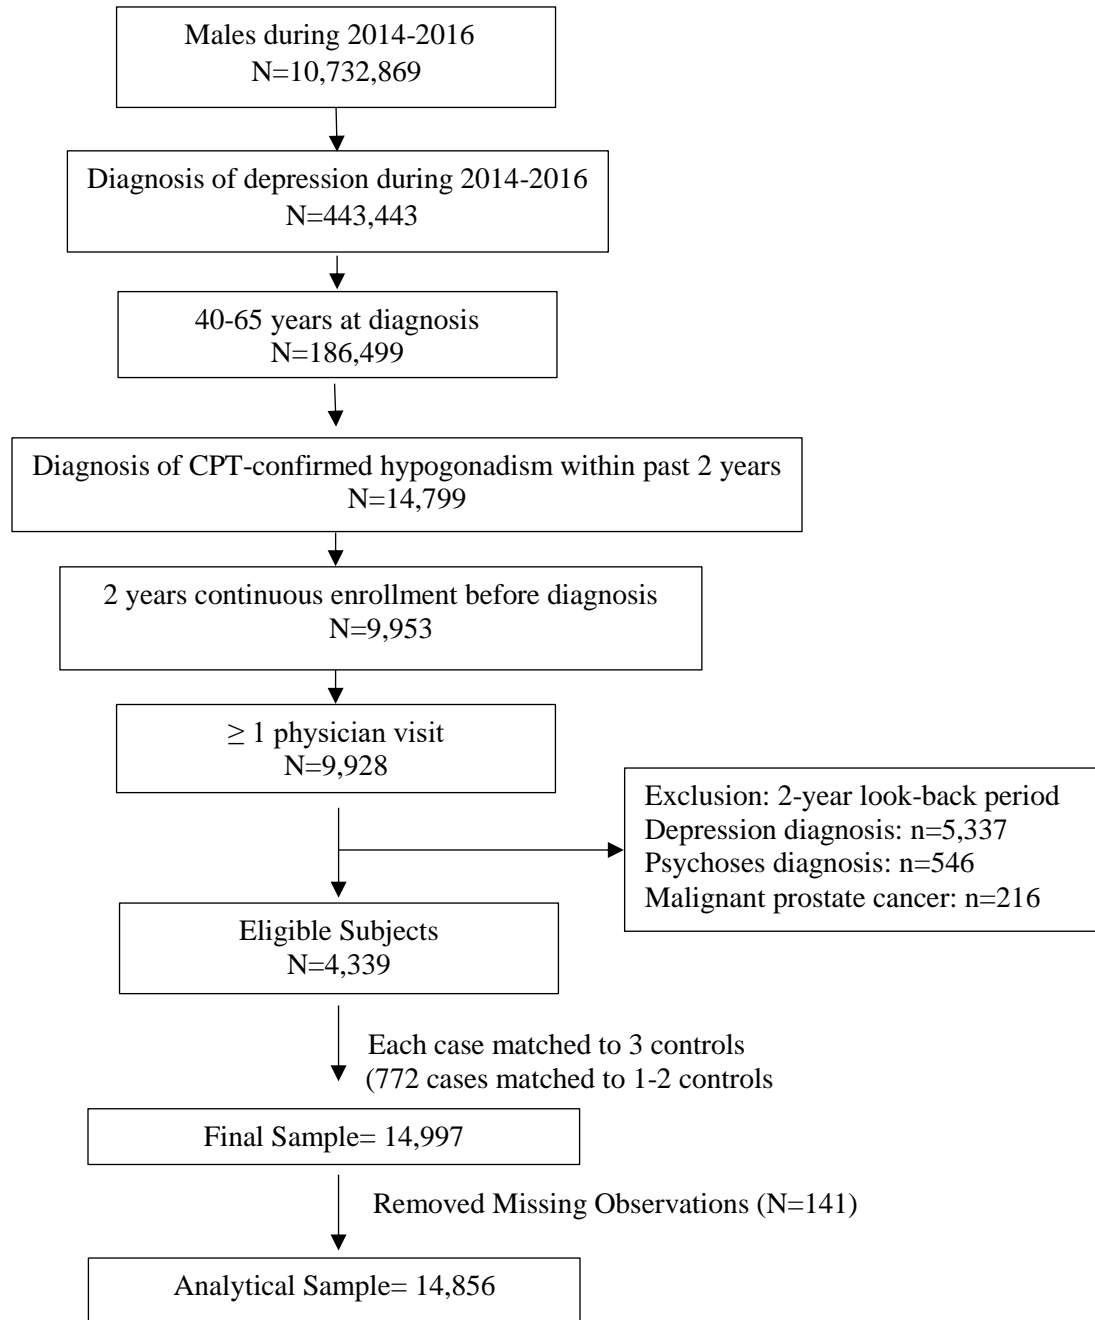 Males during 2014-2016
N=10,732,869
Diagnosis of depression during 2014-2016
N=443,443
40-65 years at diagnosis
N=186,499
Diagnosis of CPT-confirmed hypogonadism within past 2 years
N=14,799
2 years continuous enrollment before diagnosis
N=9,953
≥ 1 physician visit
N=9,928
Exclusion: 2-year look-back period
Depression diagnosis: n=5,337
Psychoses diagnosis: n=546
Malignant prostate cancer: n=216
Eligible Subjects
N=4,339
Each case matched to 3 controls
(772 cases matched to 1-2 controls
Final Sample= 14,997
Removed Missing Observations (N=141)
Analytical Sample= 14,856